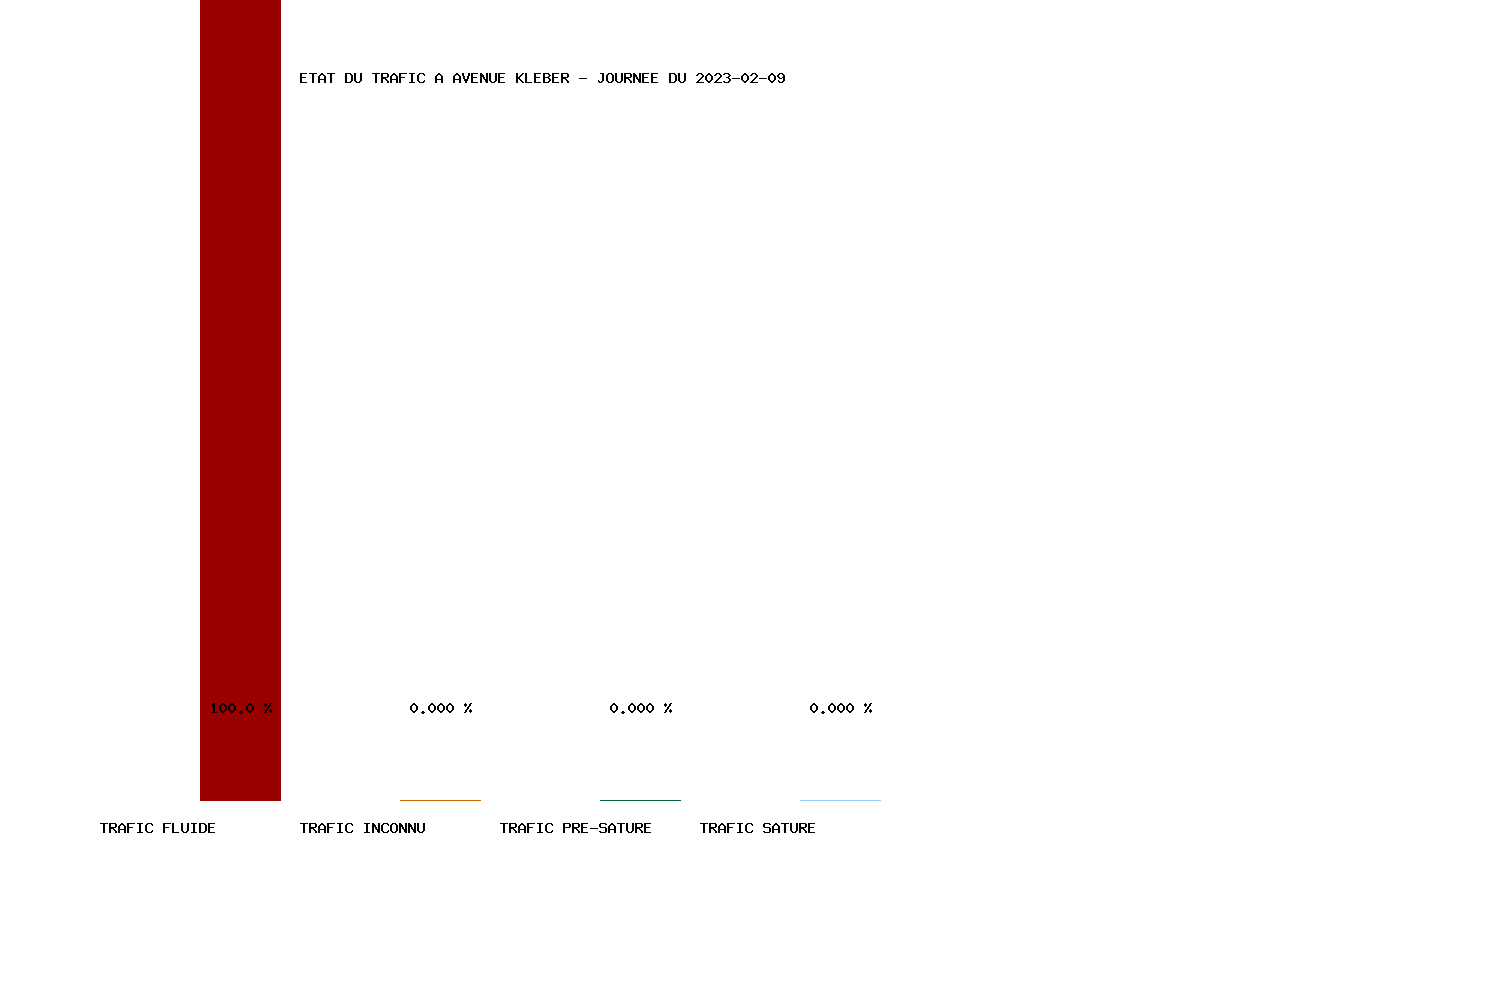 ETAT DU TRAFIC A AVENUE KLEBER - JOURNEE DU 2023-02-09
100.0 % 0.000 % 0.000 % 0.000 %
TRAFIC FLUIDE TRAFIC INCONNU TRAFIC PRE-SATURE TRAFIC SATURE